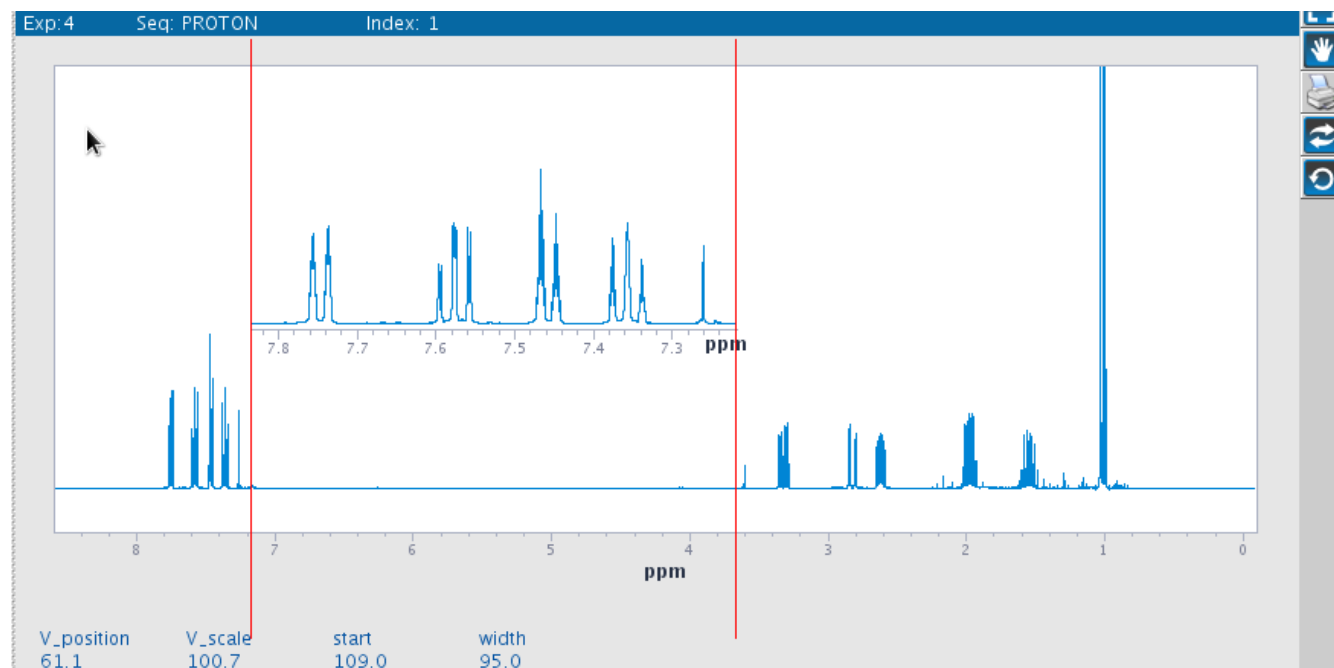 Exp:4 Seq: PROTON Index: 1
7.8 7.7 7.6 7.5 7.4 7.3 ppm
8 7 6 5 4 3 2 1 0
ppm
V_position V_scale start width
61.1 100.7 109.0 95.0